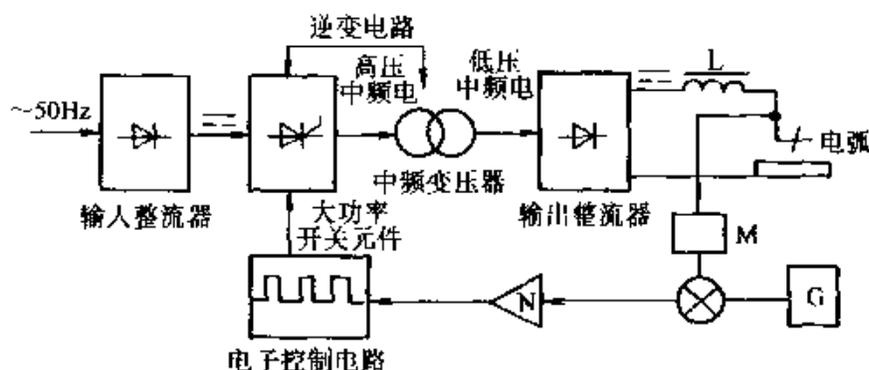 逆变电路
高压
中频电
低压
中频电
L
~50Hz
电弧
中频变压器
输人整流器
大功率
开关元件
输出整流器
M
N
G
电子控制电路